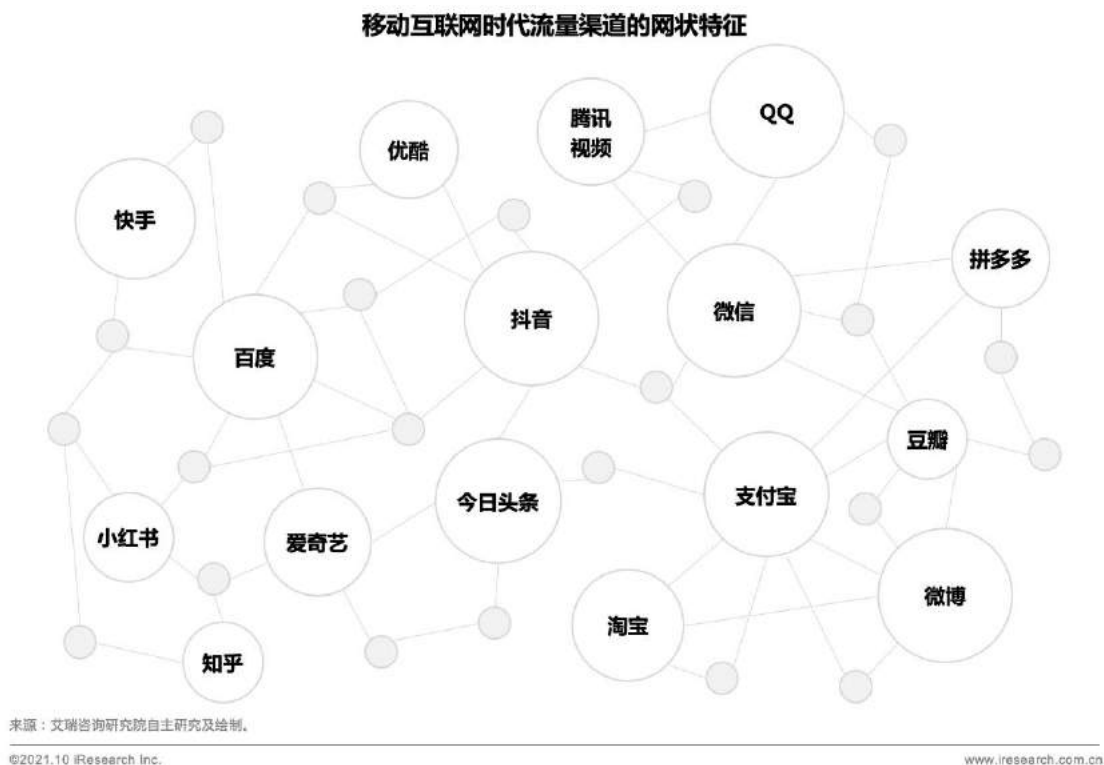 移动互联网时代流量渠道的网状特征
QQ
腾讯
视频
优酷
快手
拼多多
抖音
微信
百度
豆瓣
今日头条
支付宝
小红书
爱奇艺
微博
淘宝
知乎
来源：艾瑞咨询研究院自主研究及绘制。
©2021.10 iResearch Inc.
www.iresearch.com.cn